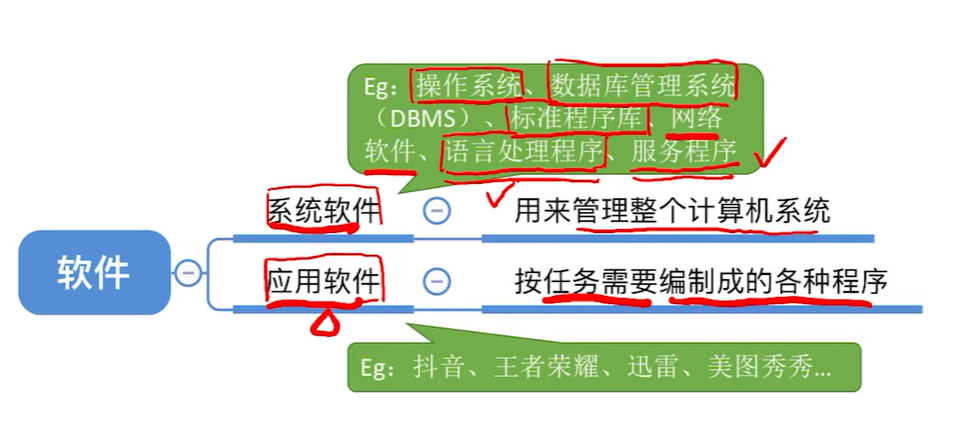 Eg：操作系统、数据库管理系统
（DBMS）、标准程序库、网络
软件、语言处理程序、服务程序
系统软件
用来管理整个计算机系统
软件
应用软件
按任务需要编制成的各种程序
Eg：抖音、王者荣耀、迅雷、美图秀秀...